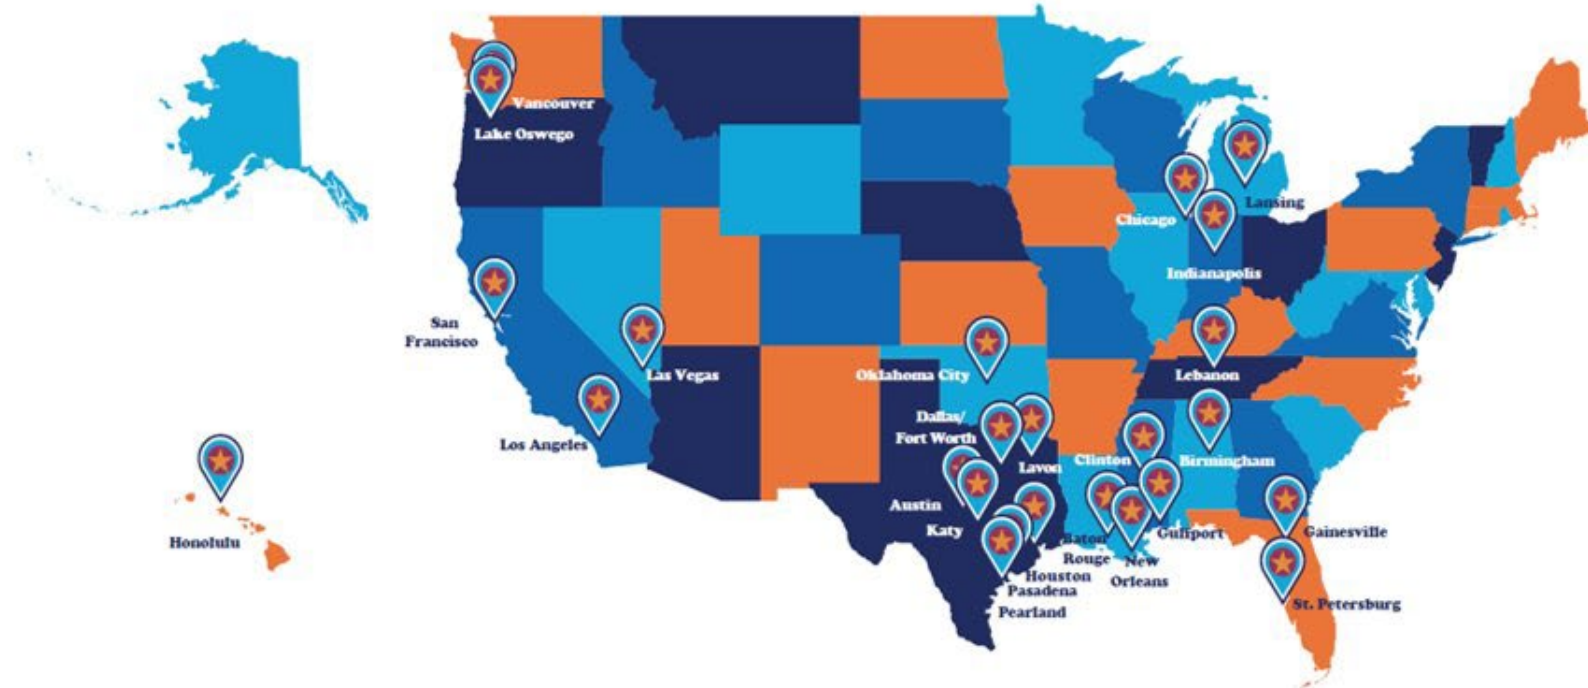 Vancouver
Lake Oswego
Lansing
Chicago
Indianapolis
San
Francisco
Las Vegas
Oklahoma City
Lebanon
Los Angeles
Dallas/
Fort Worth
Lavon
Clinton
Birmingham
Austin
Katy
Honolulu
Baton
Rouge
Gulfport
Gainesville
New
Orleans
Houston
Pasadena
Pearland
St. Petersburg